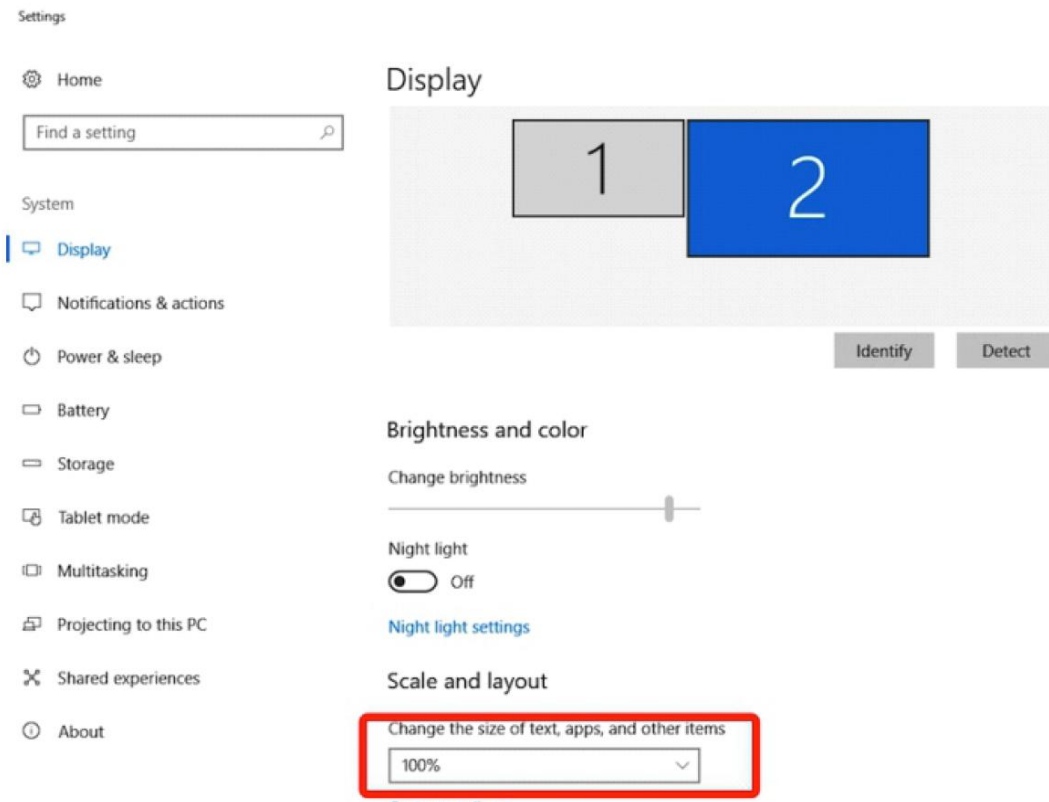 Settings
Home
Find a setting
System
Display
Notifications & actions
Power & sleep
Battery
Storage
Tablet mode
Multitasking
Projecting to this PC
Shared experiences
About
Display
1
2
Identify
Detect
Brightness and color
Change brightness
Night light
Off
Night light settings
Scale and layout
Change the size of text, apps, and other items
100%